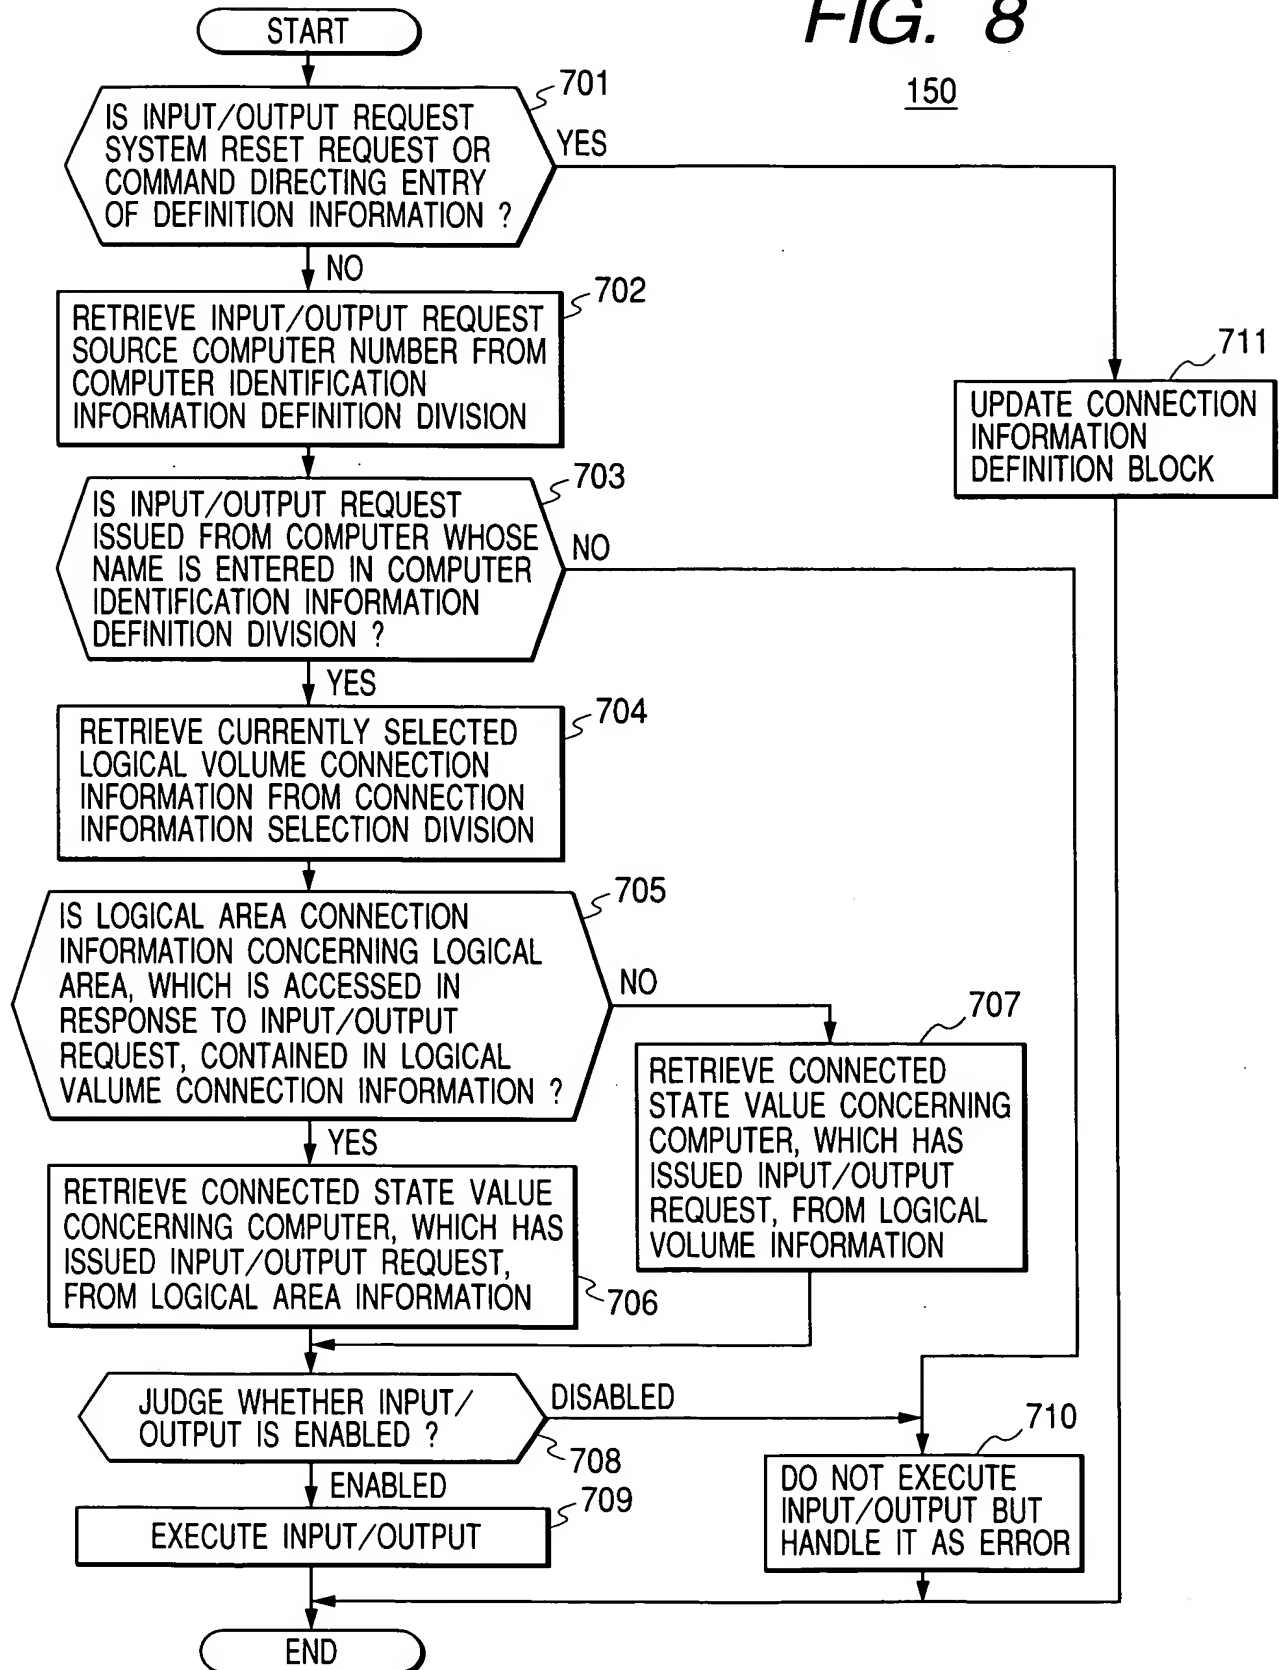 FIG. 8
150
START
701
IS INPUT/OUTPUT REQUEST
SYSTEM RESET REQUEST OR
COMMAND DIRECTING ENTRY
OF DEFINITION INFORMATION ?
YES
NO
702
RETRIEVE INPUT/OUTPUT REQUEST
SOURCE COMPUTER NUMBER FROM
COMPUTER IDENTIFICATION
INFORMATION DEFINITION DIVISION
711
UPDATE CONNECTION
INFORMATION
DEFINITION BLOCK
703
IS INPUT/OUTPUT REQUEST
ISSUED FROM COMPUTER WHOSE
NAME IS ENTERED IN COMPUTER
IDENTIFICATION INFORMATION
DEFINITION DIVISION ?
NO
YES
704
RETRIEVE CURRENTLY SELECTED
LOGICAL VOLUME CONNECTION
INFORMATION FROM CONNECTION
INFORMATION SELECTION DIVISION
705
IS LOGICAL AREA CONNECTION
INFORMATION CONCERNING LOGICAL
AREA, WHICH IS ACCESSED IN
RESPONSE TO INPUT/OUTPUT
REQUEST, CONTAINED IN LOGICAL
VALUME CONNECTION INFORMATION ?
NO
YES
707
RETRIEVE CONNECTED
STATE VALUE CONCERNING
COMPUTER, WHICH HAS
ISSUED INPUT/OUTPUT
REQUEST, FROM LOGICAL
VOLUME INFORMATION
RETRIEVE CONNECTED STATE VALUE
CONCERNING COMPUTER, WHICH HAS
ISSUED INPUT/OUTPUT REQUEST,
FROM LOGICAL AREA INFORMATION
706
JUDGE WHETHER INPUT/
OUTPUT IS ENABLED ?
DISABLED
708
ENABLED
709
EXECUTE INPUT/OUTPUT
710
DO NOT EXECUTE
INPUT/OUTPUT BUT
HANDLE IT AS ERROR
END